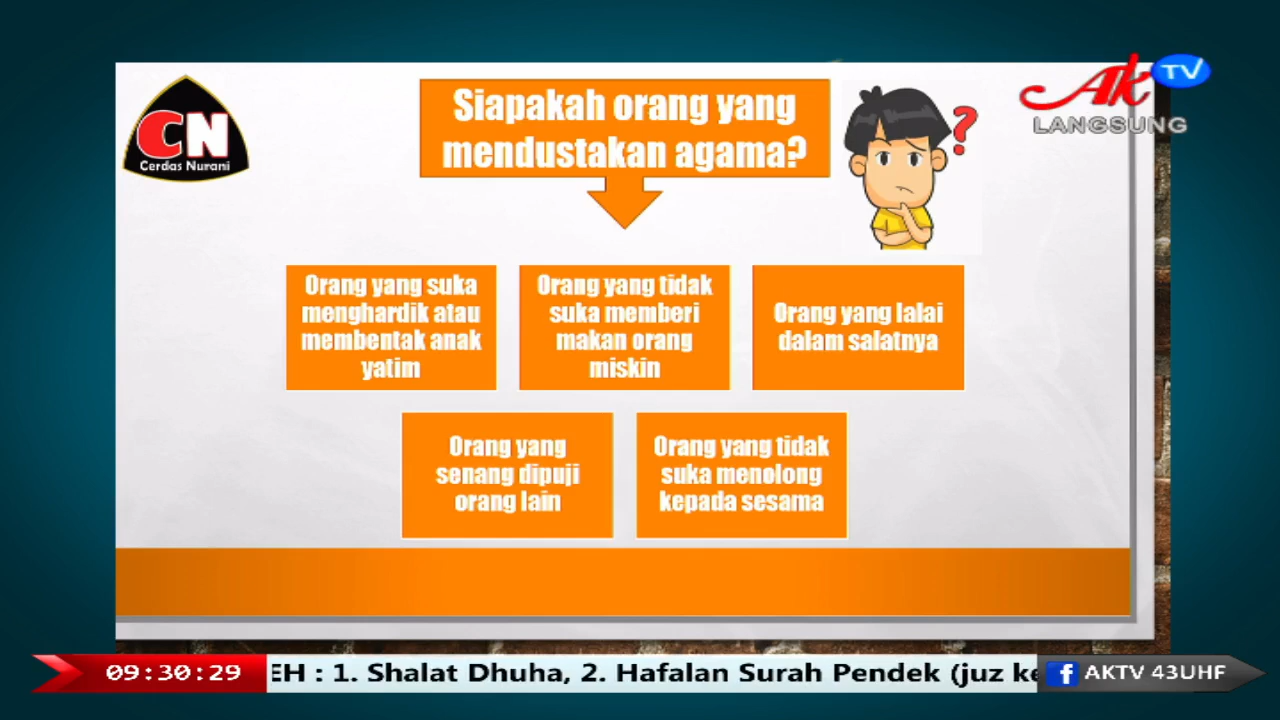 CN
Cerdas Nurani
Siapakah orang yang
mendustakan agama?
?
Ak TV
LANGSUNG
Orang yang suka
menghardik atau
membentak anak
yatim
Orang yang tidak
suka memberi
makan orang
miskin
Orang yang lalai
dalam salatnya
Orang yang
senang dipuji
orang lain
Orang yang tidak
suka menolong
kepada sesama
09:30:29
EH : 1. Shalat Dhuha, 2. Hafalan Surah Pendek (juz ke
f AKTV 43UHF